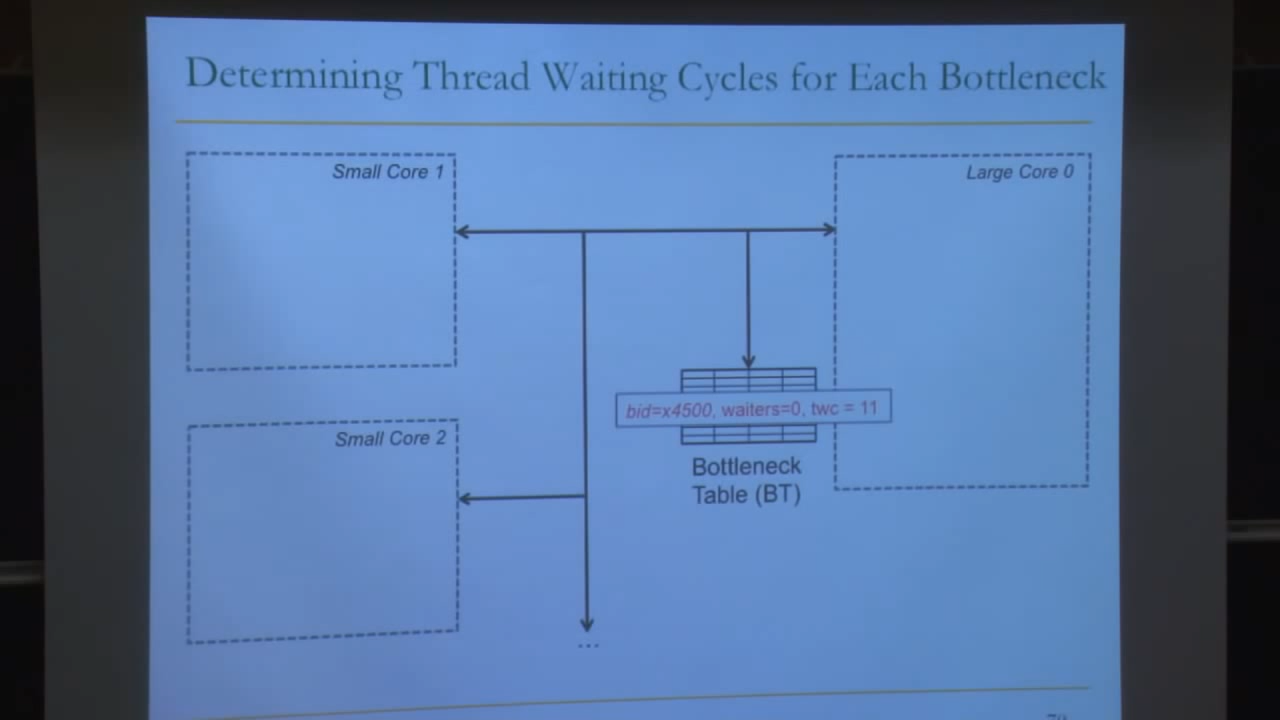 Determining Thread Waiting Cycles for Each Bottleneck
Small Core 1
Large Core 0
bid=x4500, waiters=0, twc = 11
Small Core 2
Bottleneck
Table (BT)
...